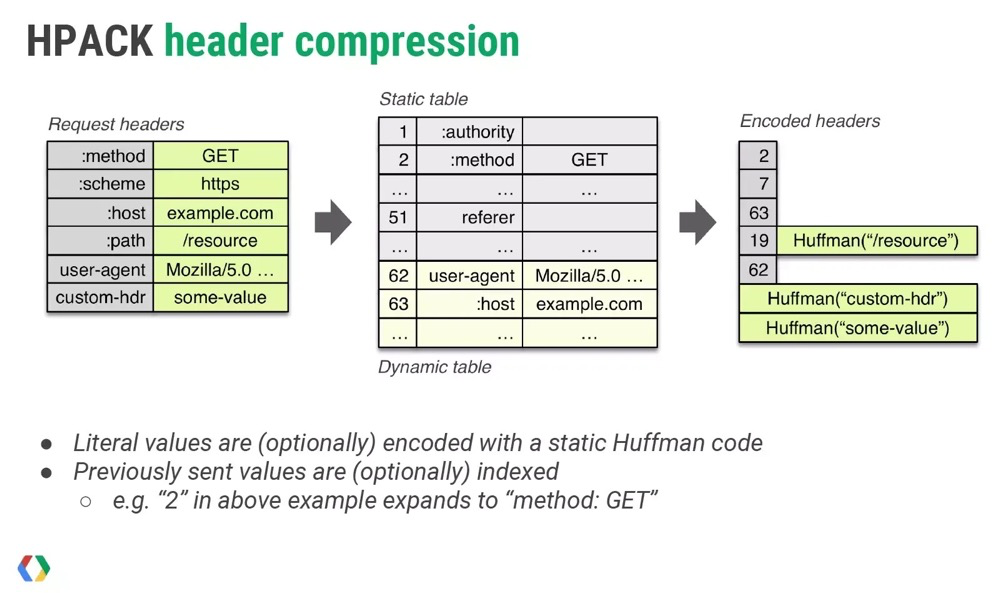 HPACK header compression
Request headers
:method GET
:scheme https
:host example.com
:path /resource
user-agent Mozilla/5.0 …
custom-hdr some-value
Static table
1 :authority
2 :method GET
… … …
51 referer
… … …
62 user-agent Mozilla/5.0 …
63 :host example.com
… … …
Dynamic table
Encoded headers
2
7
63
19 Huffman(“/resource”)
62
Huffman(“custom-hdr”)
Huffman(“some-value”)
● Literal values are (optionally) encoded with a static Huffman code
● Previously sent values are (optionally) indexed
○ e.g. “2” in above example expands to “method: GET”